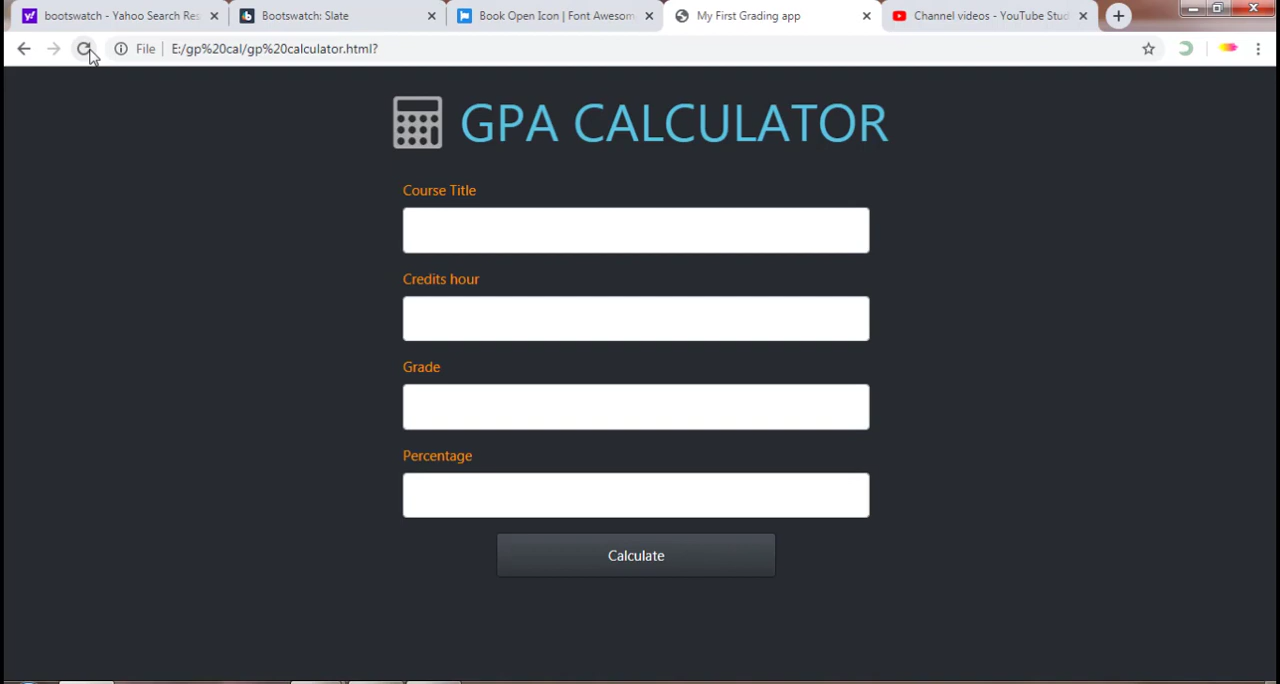 bootswatch - Yahoo Search Res
Bootswatch: Slate
Book Open Icon | Font Awesom
My First Grading app
Channel videos - YouTube Stud
File
E:/gp%20cal/gp%20calculator.html?
GPA CALCULATOR
Course Title
Credits hour
Grade
Percentage
Calculate